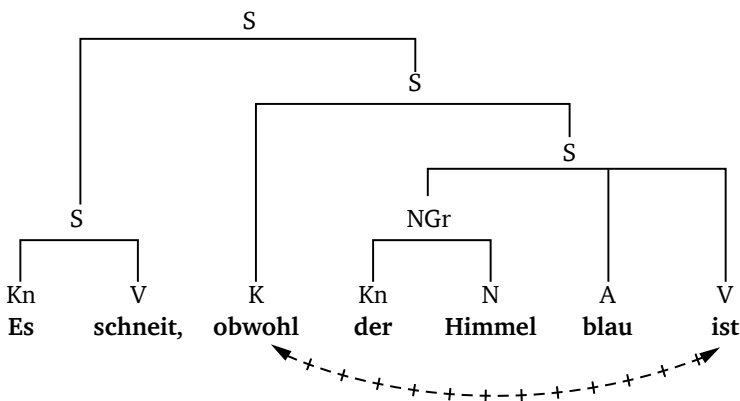 S
S
S
S NGr
Kn V K Kn N A V
Es schneit, obwohl der Himmel blau ist